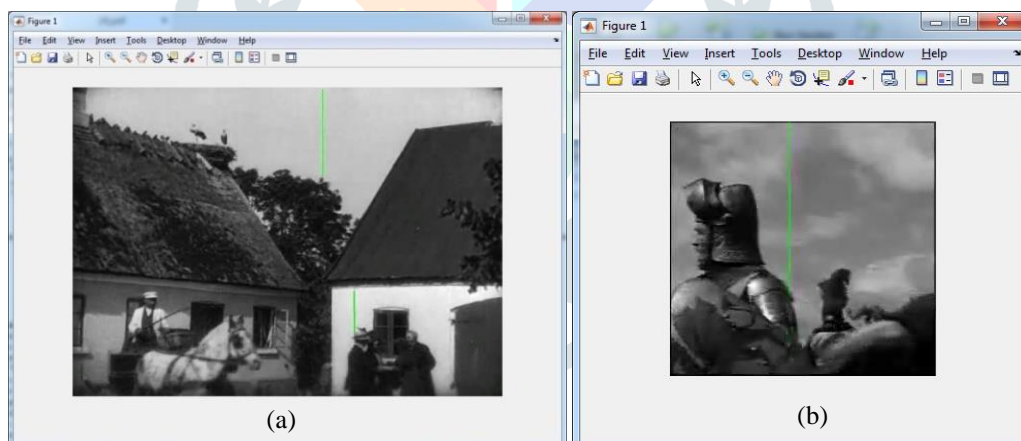 Figure 1
File Edit View Insert Tools Desktop Window Help
(a)
Figure 1
File Edit View Insert Tools Desktop Window Help
(b)